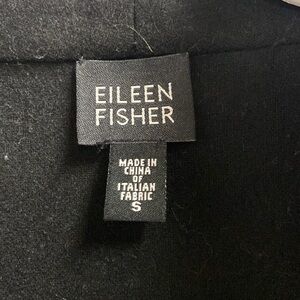 EILEEN
FISHER
MADE IN
CHINA
OF
ITALIAN
FABRIC
S